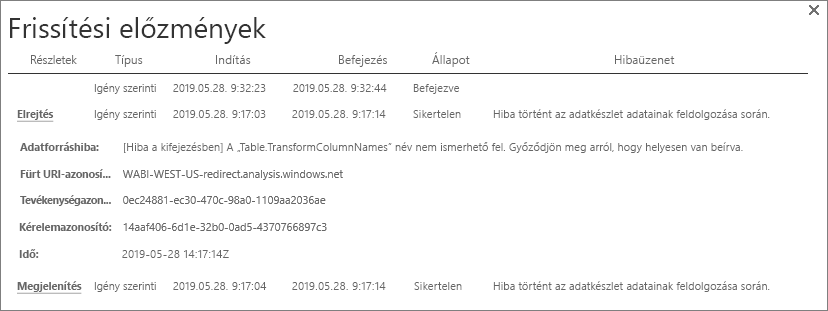 Frissítési előzmények
Részletek Típus Indítás Befejezés Állapot Hibaüzenet
Igény szerinti 2019.05.28. 9:32:23 2019.05.28. 9:32:44 Befejezve
Elrejtés Igény szerinti 2019.05.28. 9:17:03 2019.05.28. 9:17:14 Sikertelen Hiba történt az adatkészlet adatainak feldolgozása során.
Adatforráshiba: [Hiba a kifejezésben] A „Table.TransformColumnNames” név nem ismerhető fel. Győződjön meg arról, hogy helyesen van beírva.
Fürt URI-azonosí... WABI-WEST-US-redirect.analysis.windows.net
Tevékenységazon... 0ec24881-ec30-470c-98a0-1109aa2036ae
Kérelemazonosító: 14aaf406-6d1e-32b0-0ad5-4370766897c3
Idő: 2019-05-28 14:17:14Z
Megjelenítés Igény szerinti 2019.05.28. 9:17:04 2019.05.28. 9:17:14 Sikertelen Hiba történt az adatkészlet adatainak feldolgozása során.